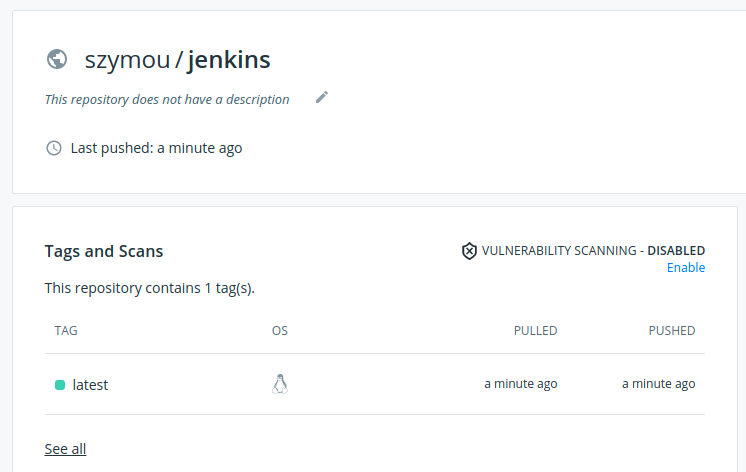 szymou / jenkins
This repository does not have a description
Last pushed: a minute ago
Tags and Scans
VULNERABILITY SCANNING - DISABLED
Enable
This repository contains 1 tag(s).
TAG OS PULLED PUSHED
latest a minute ago a minute ago
See all